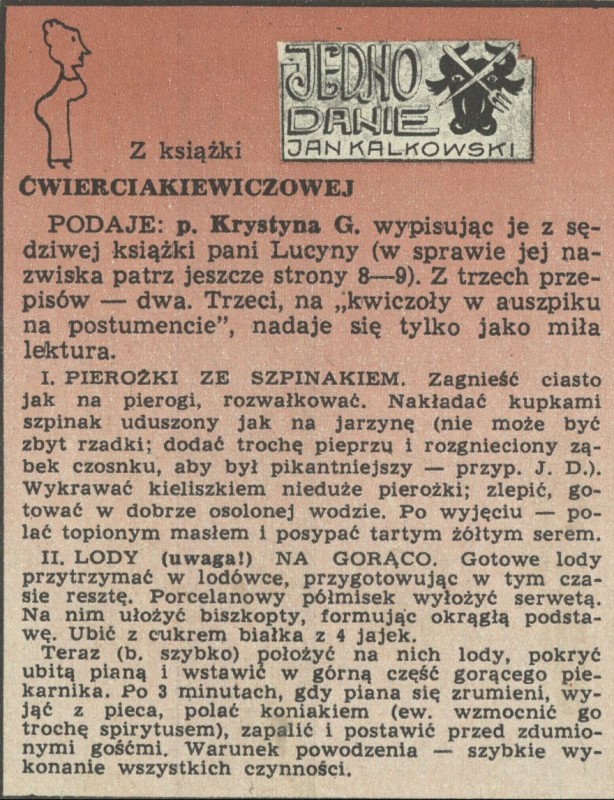 JEDNO
DANIE
JAN KALKOWSKI
Z książki
ĆWIERCIAKIEWICZOWEJ
PODAJE: p. Krystyna G. wypisując je z sę-
dziwej książki pani Lucyny (w sprawie jej na-
zwiska patrz jeszcze strony 8—9). Z trzech prze-
pisów — dwa. Trzeci, na „kwiczoły w auszpiku
na postumencie”, nadaje się tylko jako miła
lektura.
I. PIEROŻKI ZE SZPINAKIEM. Zagnieść ciasto
jak na pierogi, rozwałkować. Nakładać kupkami
szpinak uduszony jak na jarzynę (nie może być
zbyt rzadki; dodać trochę pieprzu i rozgnieciony zą-
bek czosnku, aby był pikantniejszy — przyp. J. D.).
Wykrawać kieliszkiem nieduże pierożki; zlepić, go-
tować w dobrze osolonej wodzie. Po wyjęciu — po-
lać topionym masłem i posypać tartym żółtym serem.
II. LODY (uwaga!) NA GORĄCO. Gotowe lody
przytrzymać w lodówce, przygotowując w tym cza-
sie resztę. Porcelanowy półmisek wyłożyć serwetą.
Na nim ułożyć biszkopty, formując okrągłą podsta-
wę. Ubić z cukrem białka z 4 jajek.
Teraz (b. szybko) położyć na nich lody, pokryć
ubitą pianą i wstawić w górną część gorącego pie-
karnika. Po 3 minutach, gdy piana się zrumieni, wy-
jąć z pieca, polać koniakiem (ew. wzmocnić go
trochę spirytusem), zapalić i postawić przed zdumio-
nymi gośćmi. Warunek powodzenia — szybkie wy-
konanie wszystkich czynności.